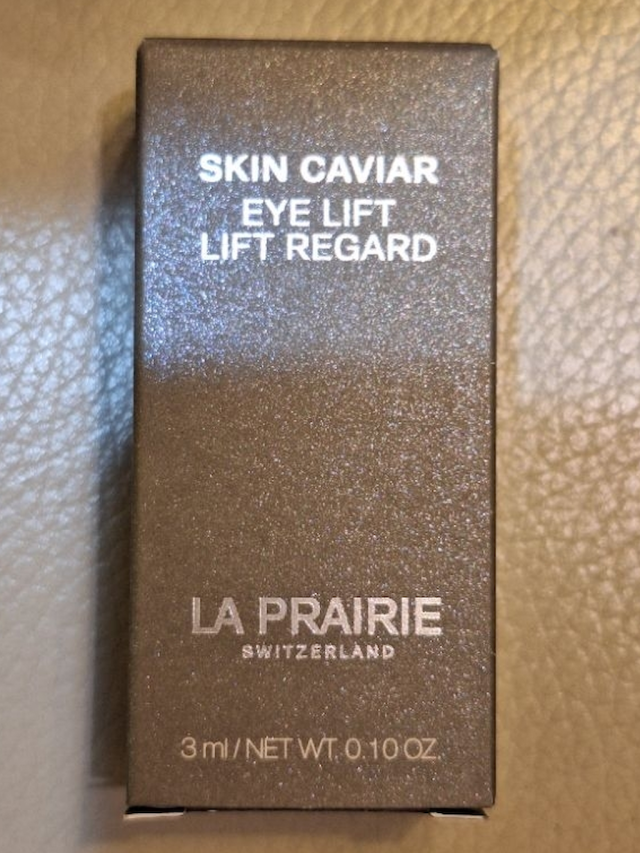 SKIN CAVIAR
EYE LIFT
LIFT REGARD
LA PRAIRIE
SWITZERLAND
3 ml / NET WT. 0.10 OZ.